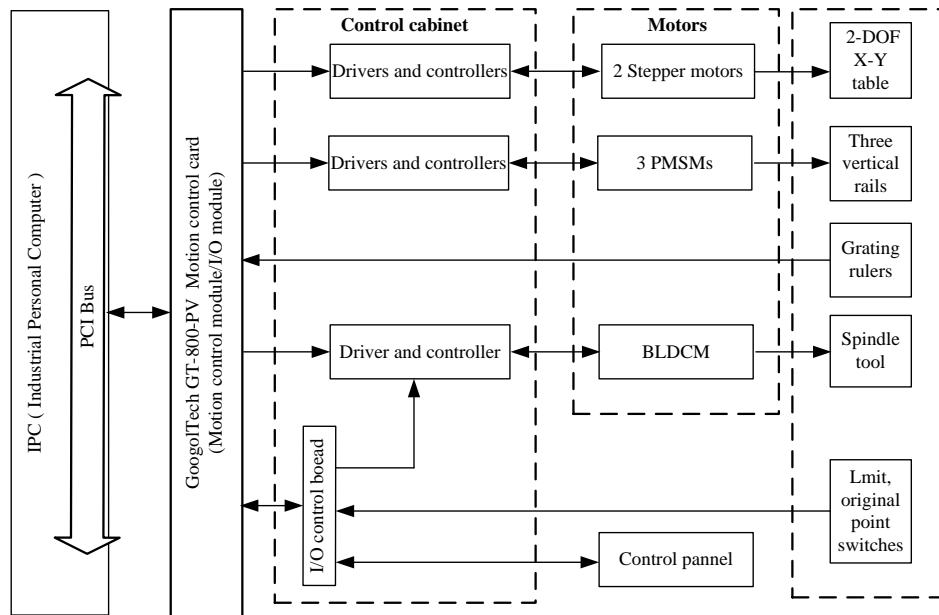 Control cabinet
Motors
Drivers and controllers
2 Stepper motors
2-DOF
X-Y
table
Drivers and controllers
3 PMSMs
Three
vertical
rails
Grating
rulers
Driver and controller
BLDCM
Spindle
tool
I/O control boead
Lmit,
original
point
switches
Control pannel
IPC ( Industrial Personal Computer )
PCI Bus
GoogolTech GT-800-PV Motion control card
(Motion control module/I/O module)